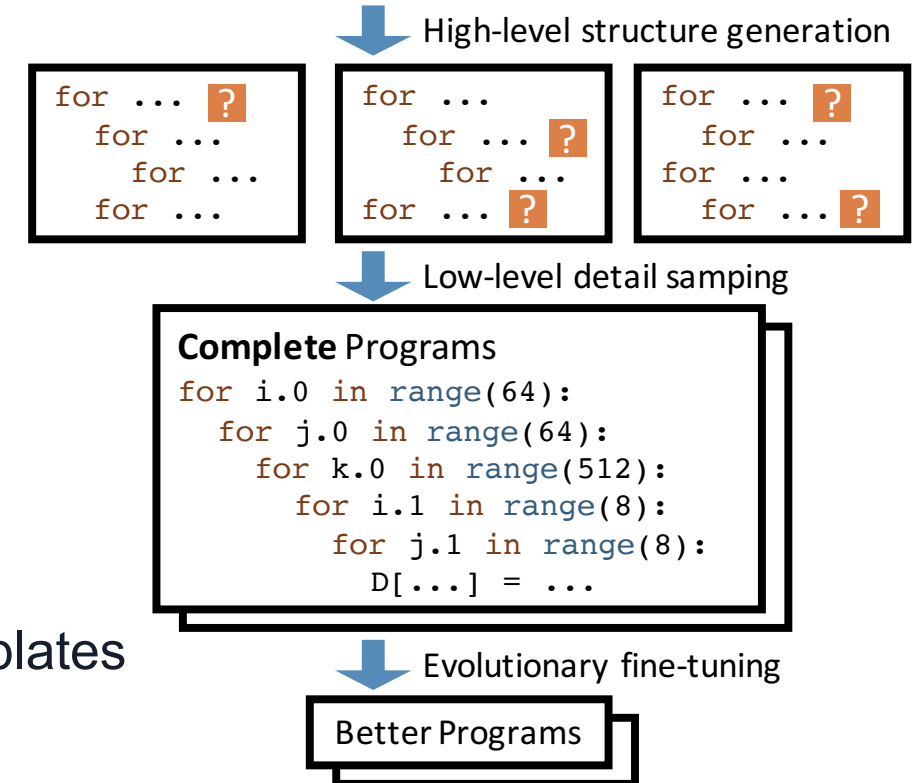 High-level structure generation
for ... ?
for ...
for ...
for ...
for ...
for ... ?
for ...
for ... ?
for ... ?
for ...
for ...
for ... ?
Low-level detail samping
Complete Programs
for i.0 in range(64):
for j.0 in range(64):
for k.0 in range(512):
for i.1 in range(8):
for j.1 in range(8):
D[...] = ...
plates
Evolutionary fine-tuning
Better Programs